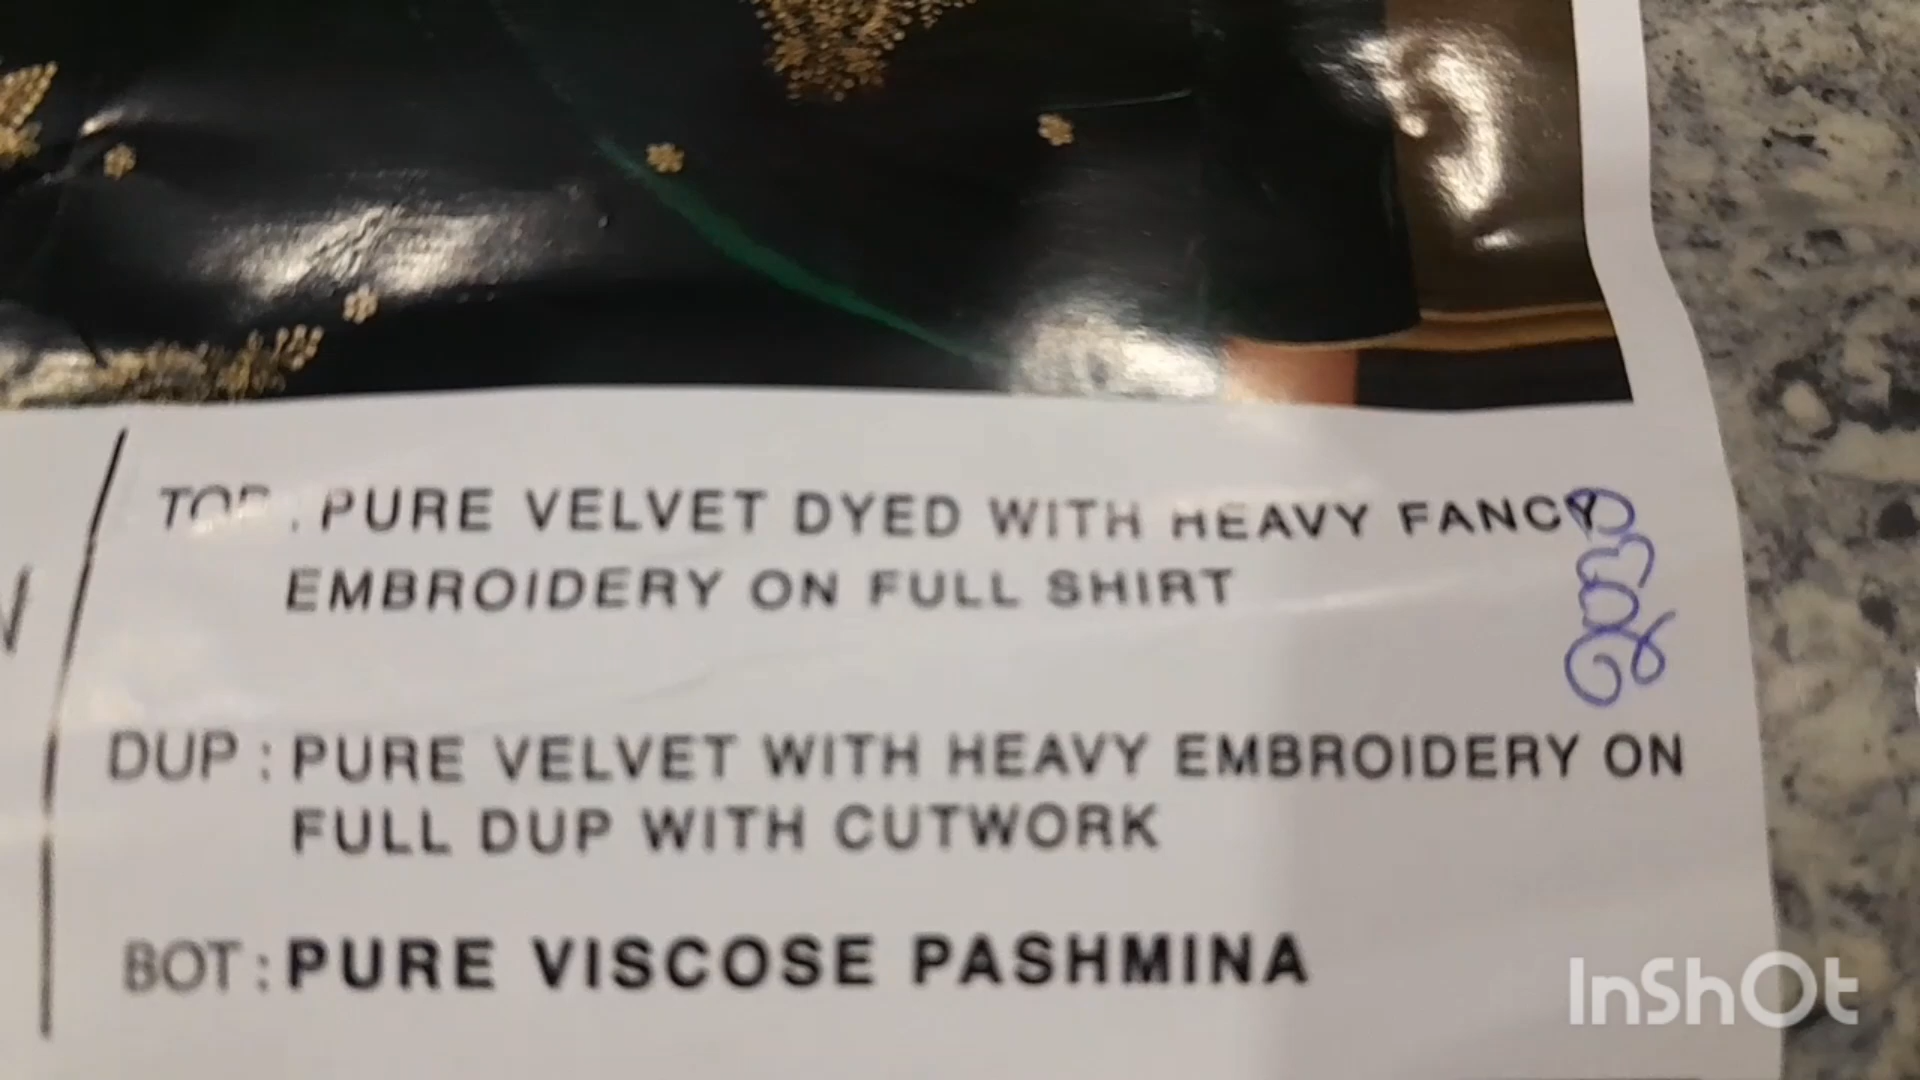 TOP : PURE VELVET DYED WITH HEAVY FANCY
EMBROIDERY ON FULL SHIRT
DUP : PURE VELVET WITH HEAVY EMBROIDERY ON
FULL DUP WITH CUTWORK
BOT : PURE VISCOSE PASHMINA
InShOt